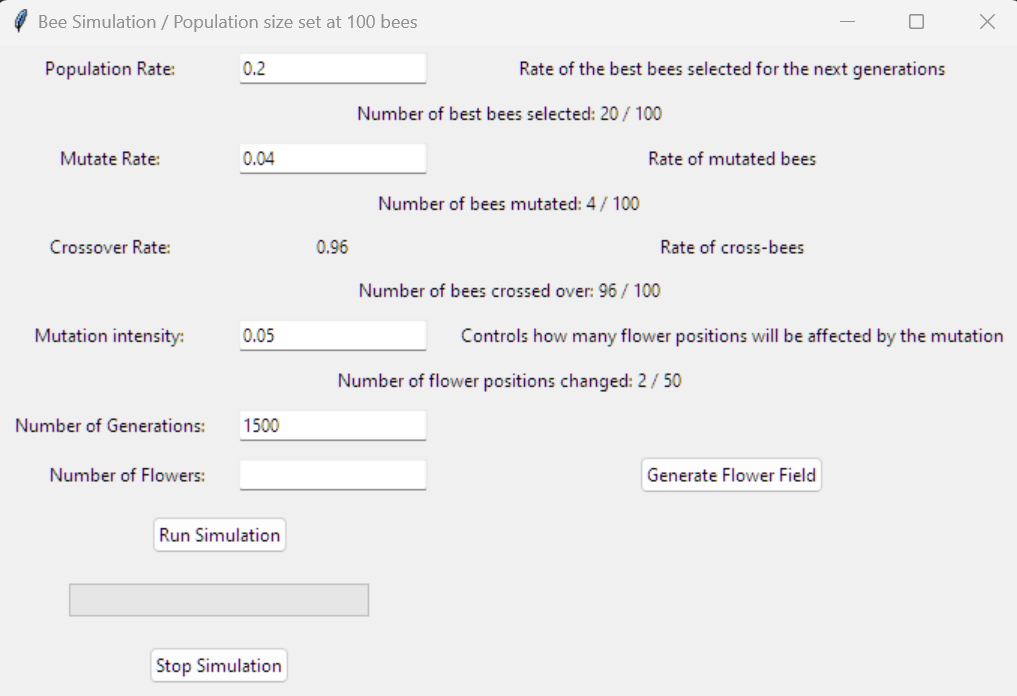 Bee Simulation / Population size set at 100 bees
Population Rate: 0.2 Rate of the best bees selected for the next generations
Number of best bees selected: 20 / 100
Mutate Rate: 0.04 Rate of mutated bees
Number of bees mutated: 4 / 100
Crossover Rate: 0.96 Rate of cross-bees
Number of bees crossed over: 96 / 100
Mutation intensity: 0.05 Controls how many flower positions will be affected by the mutation
Number of flower positions changed: 2 / 50
Number of Generations: 1500
Number of Flowers: Generate Flower Field
Run Simulation
Stop Simulation